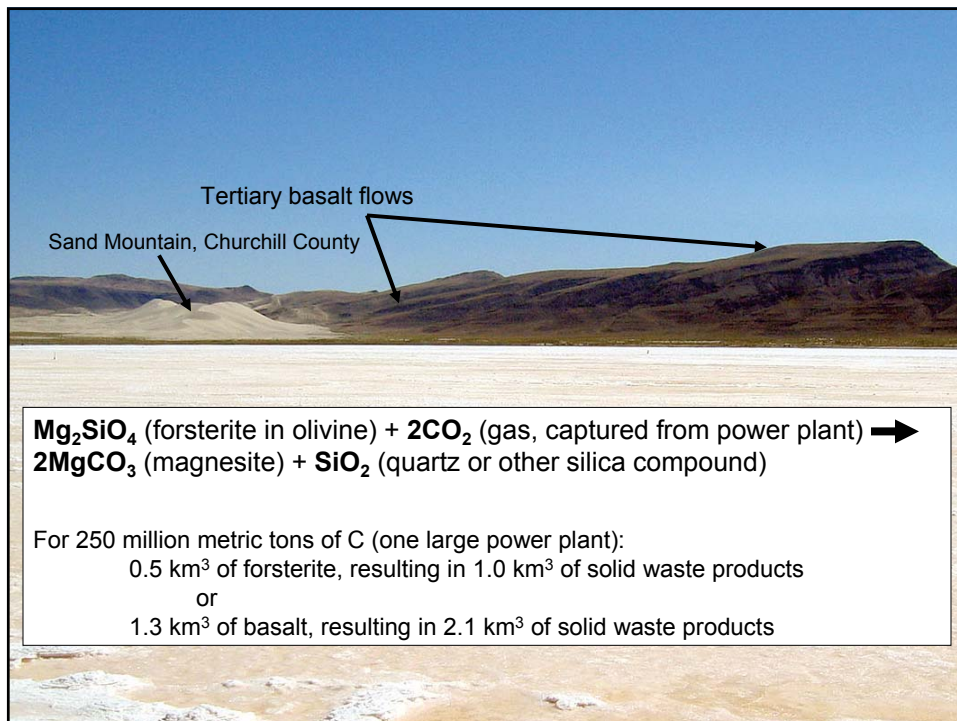 Tertiary basalt flows
Sand Mountain, Churchill County
Mg₂SiO₄ (forsterite in olivine) + 2CO₂ (gas, captured from power plant) ➔
2MgCO₃ (magnesite) + SiO₂ (quartz or other silica compound)
For 250 million metric tons of C (one large power plant):
0.5 km³ of forsterite, resulting in 1.0 km³ of solid waste products
or
1.3 km³ of basalt, resulting in 2.1 km³ of solid waste products